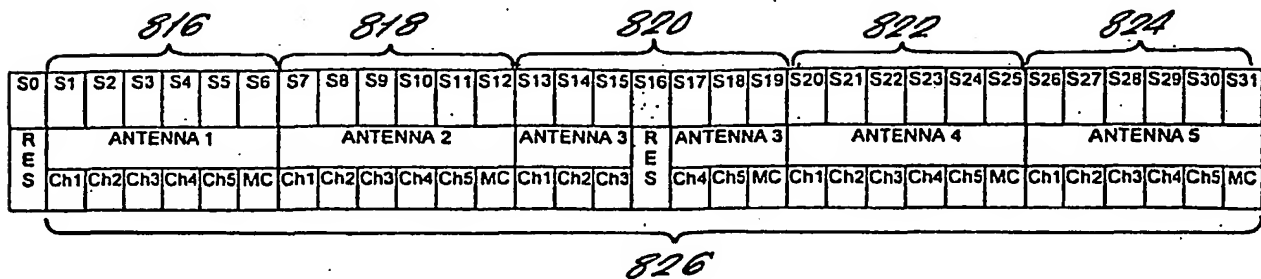 816 818 820 822 824
S0 S1 S2 S3 S4 S5 S6 S7 S8 S9 S10 S11 S12 S13 S14 S15 S16 S17 S18 S19 S20 S21 S22 S23 S24 S25 S26 S27 S28 S29 S30 S31
RES ANTENNA 1 ANTENNA 2 ANTENNA 3 RES ANTENNA 3 ANTENNA 4 ANTENNA 5
Ch1 Ch2 Ch3 Ch4 Ch5 MC Ch1 Ch2 Ch3 Ch4 Ch5 MC Ch1 Ch2 Ch3 Ch4 Ch5 MC Ch1 Ch2 Ch3 Ch4 Ch5 MC Ch1 Ch2 Ch3 Ch4 Ch5 MC
826